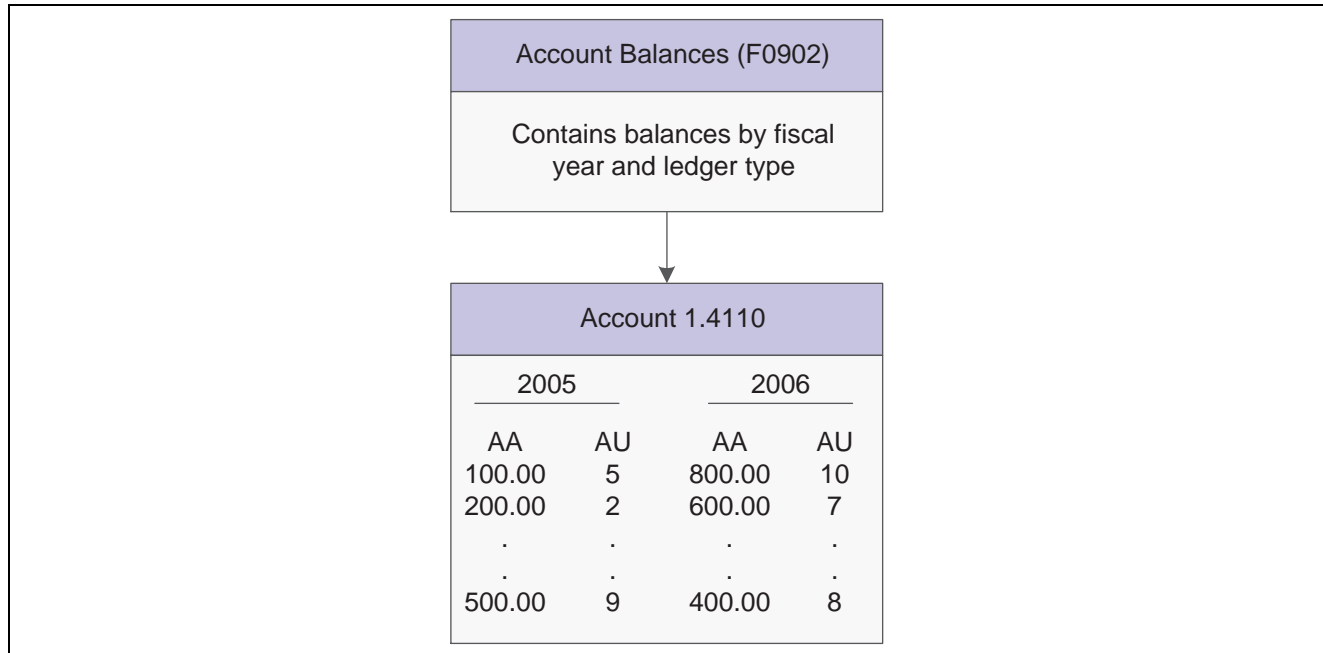 Account Balances (F0902)
Contains balances by fiscal
year and ledger type
Account 1.4110
2005 2006
AA AU AA AU
100.00 5 800.00 10
200.00 2 600.00 7
. . . .
. . . .
500.00 9 400.00 8